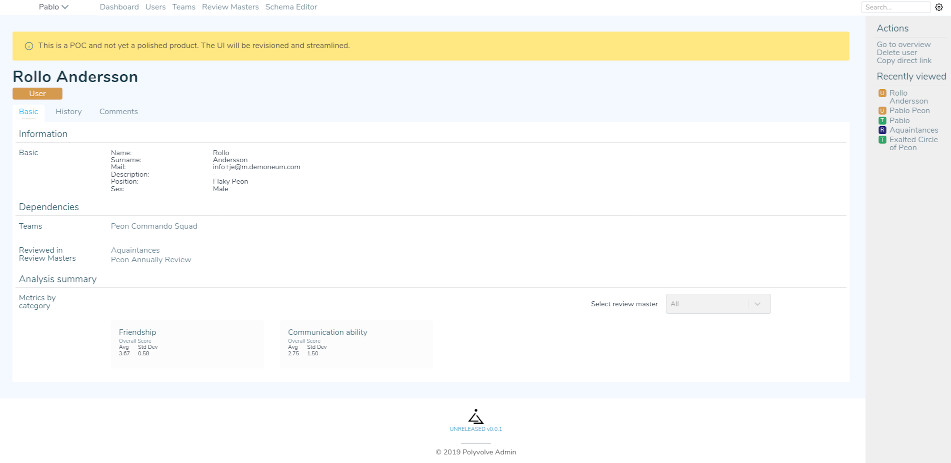 Pablo Dashboard Users Teams Review Masters Schema Editor Search...
This is a POC and not yet a polished product. The UI will be revisioned and streamlined.
Rollo Andersson
User
Basic History Comments
Information
Basic
Name: Rollo
Surname: Andersson
Mail:
Description:
Position: Flaky Peon
Sex: Male
Dependencies
Teams Peon Commando Squad
Reviewed in
Review Masters
Aquaintances
Peon Annually Review
Analysis summary
Metrics by
category
Select review master All
Friendship
Overall Score
Avg Std Dev
3.67 0.58
Communication ability
Overall Score
Avg Std Dev
2.75 1.50
Actions
Go to overview
Delete user
Copy direct link
Recently viewed
U Rollo
Andersson
U Pablo Peon
T Pablo
R Aquaintances
T Exalted Circle
of Peon
UNRELEASED v0.0.1
© 2019 Polyvolve Admin